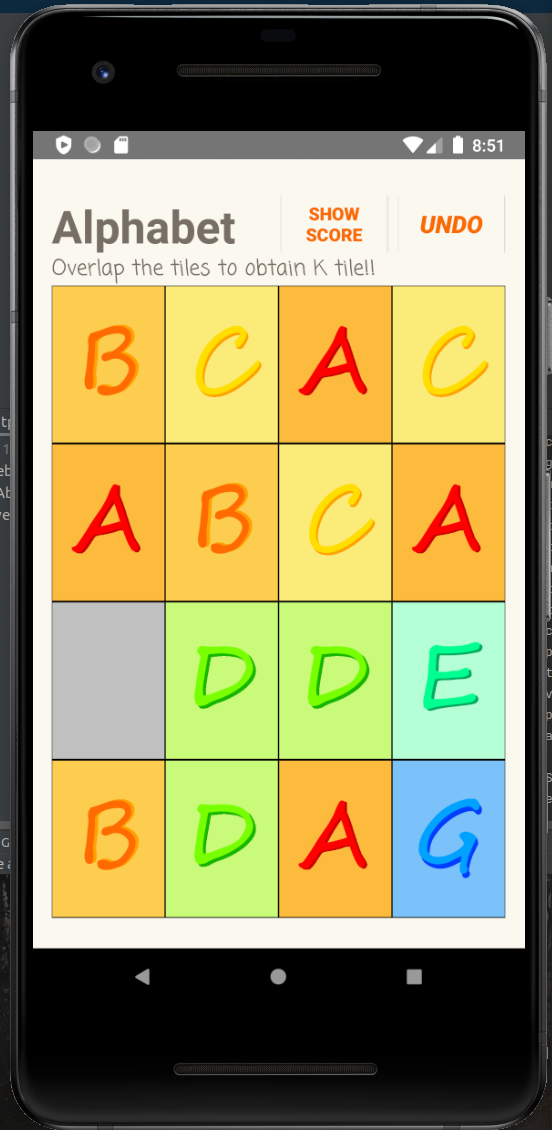 8:51
Alphabet
SHOW
SCORE
UNDO
Overlap the tiles to obtain K tile!!
B C A C
A B C A
D D E
B D A G